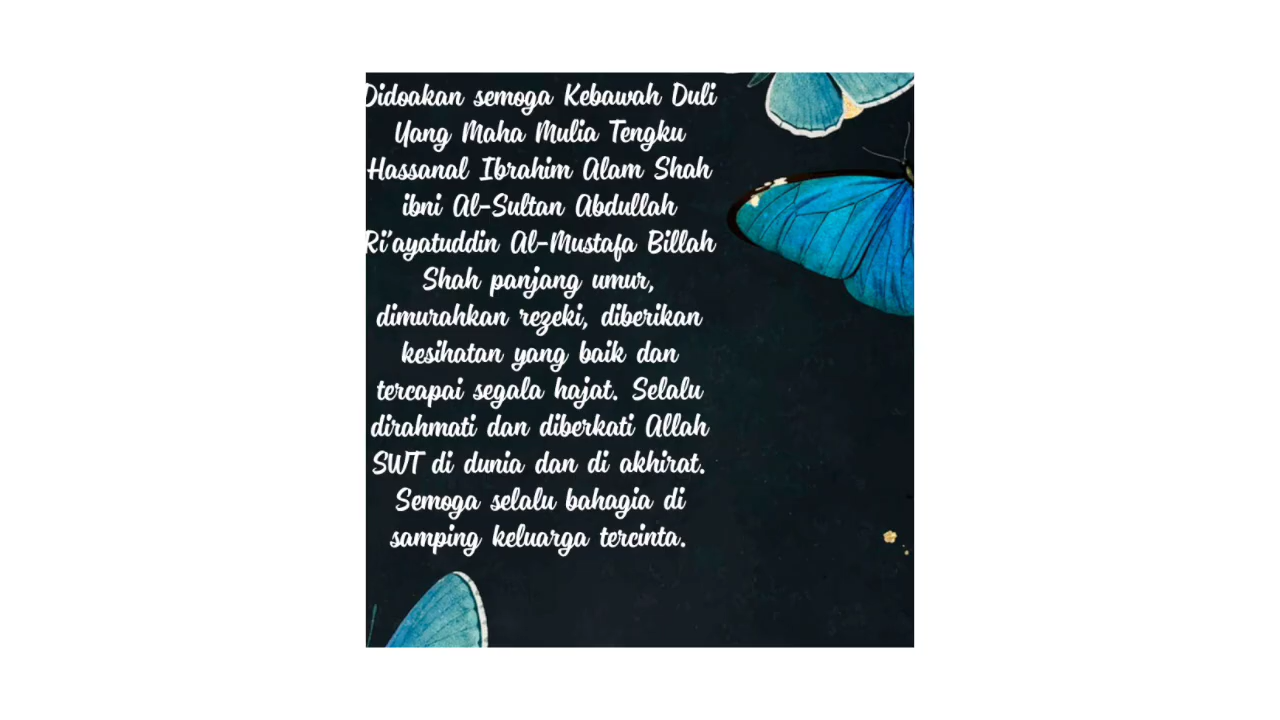 Didoakan semoga Kebawah Duli
Yang Maha Mulia Tengku
Hassanal Ibrahim Alam Shah
ibni Al-Sultan Abdullah
Ri'ayatuddin Al-Mustafa Billah
Shah panjang umur,
dimurahkan rezeki, diberikan
kesihatan yang baik dan
tercapai segala hajat. Selalu
dirahmati dan diberkati Allah
SWT di dunia dan di akhirat.
Semoga selalu bahagia di
samping keluarga tercinta.